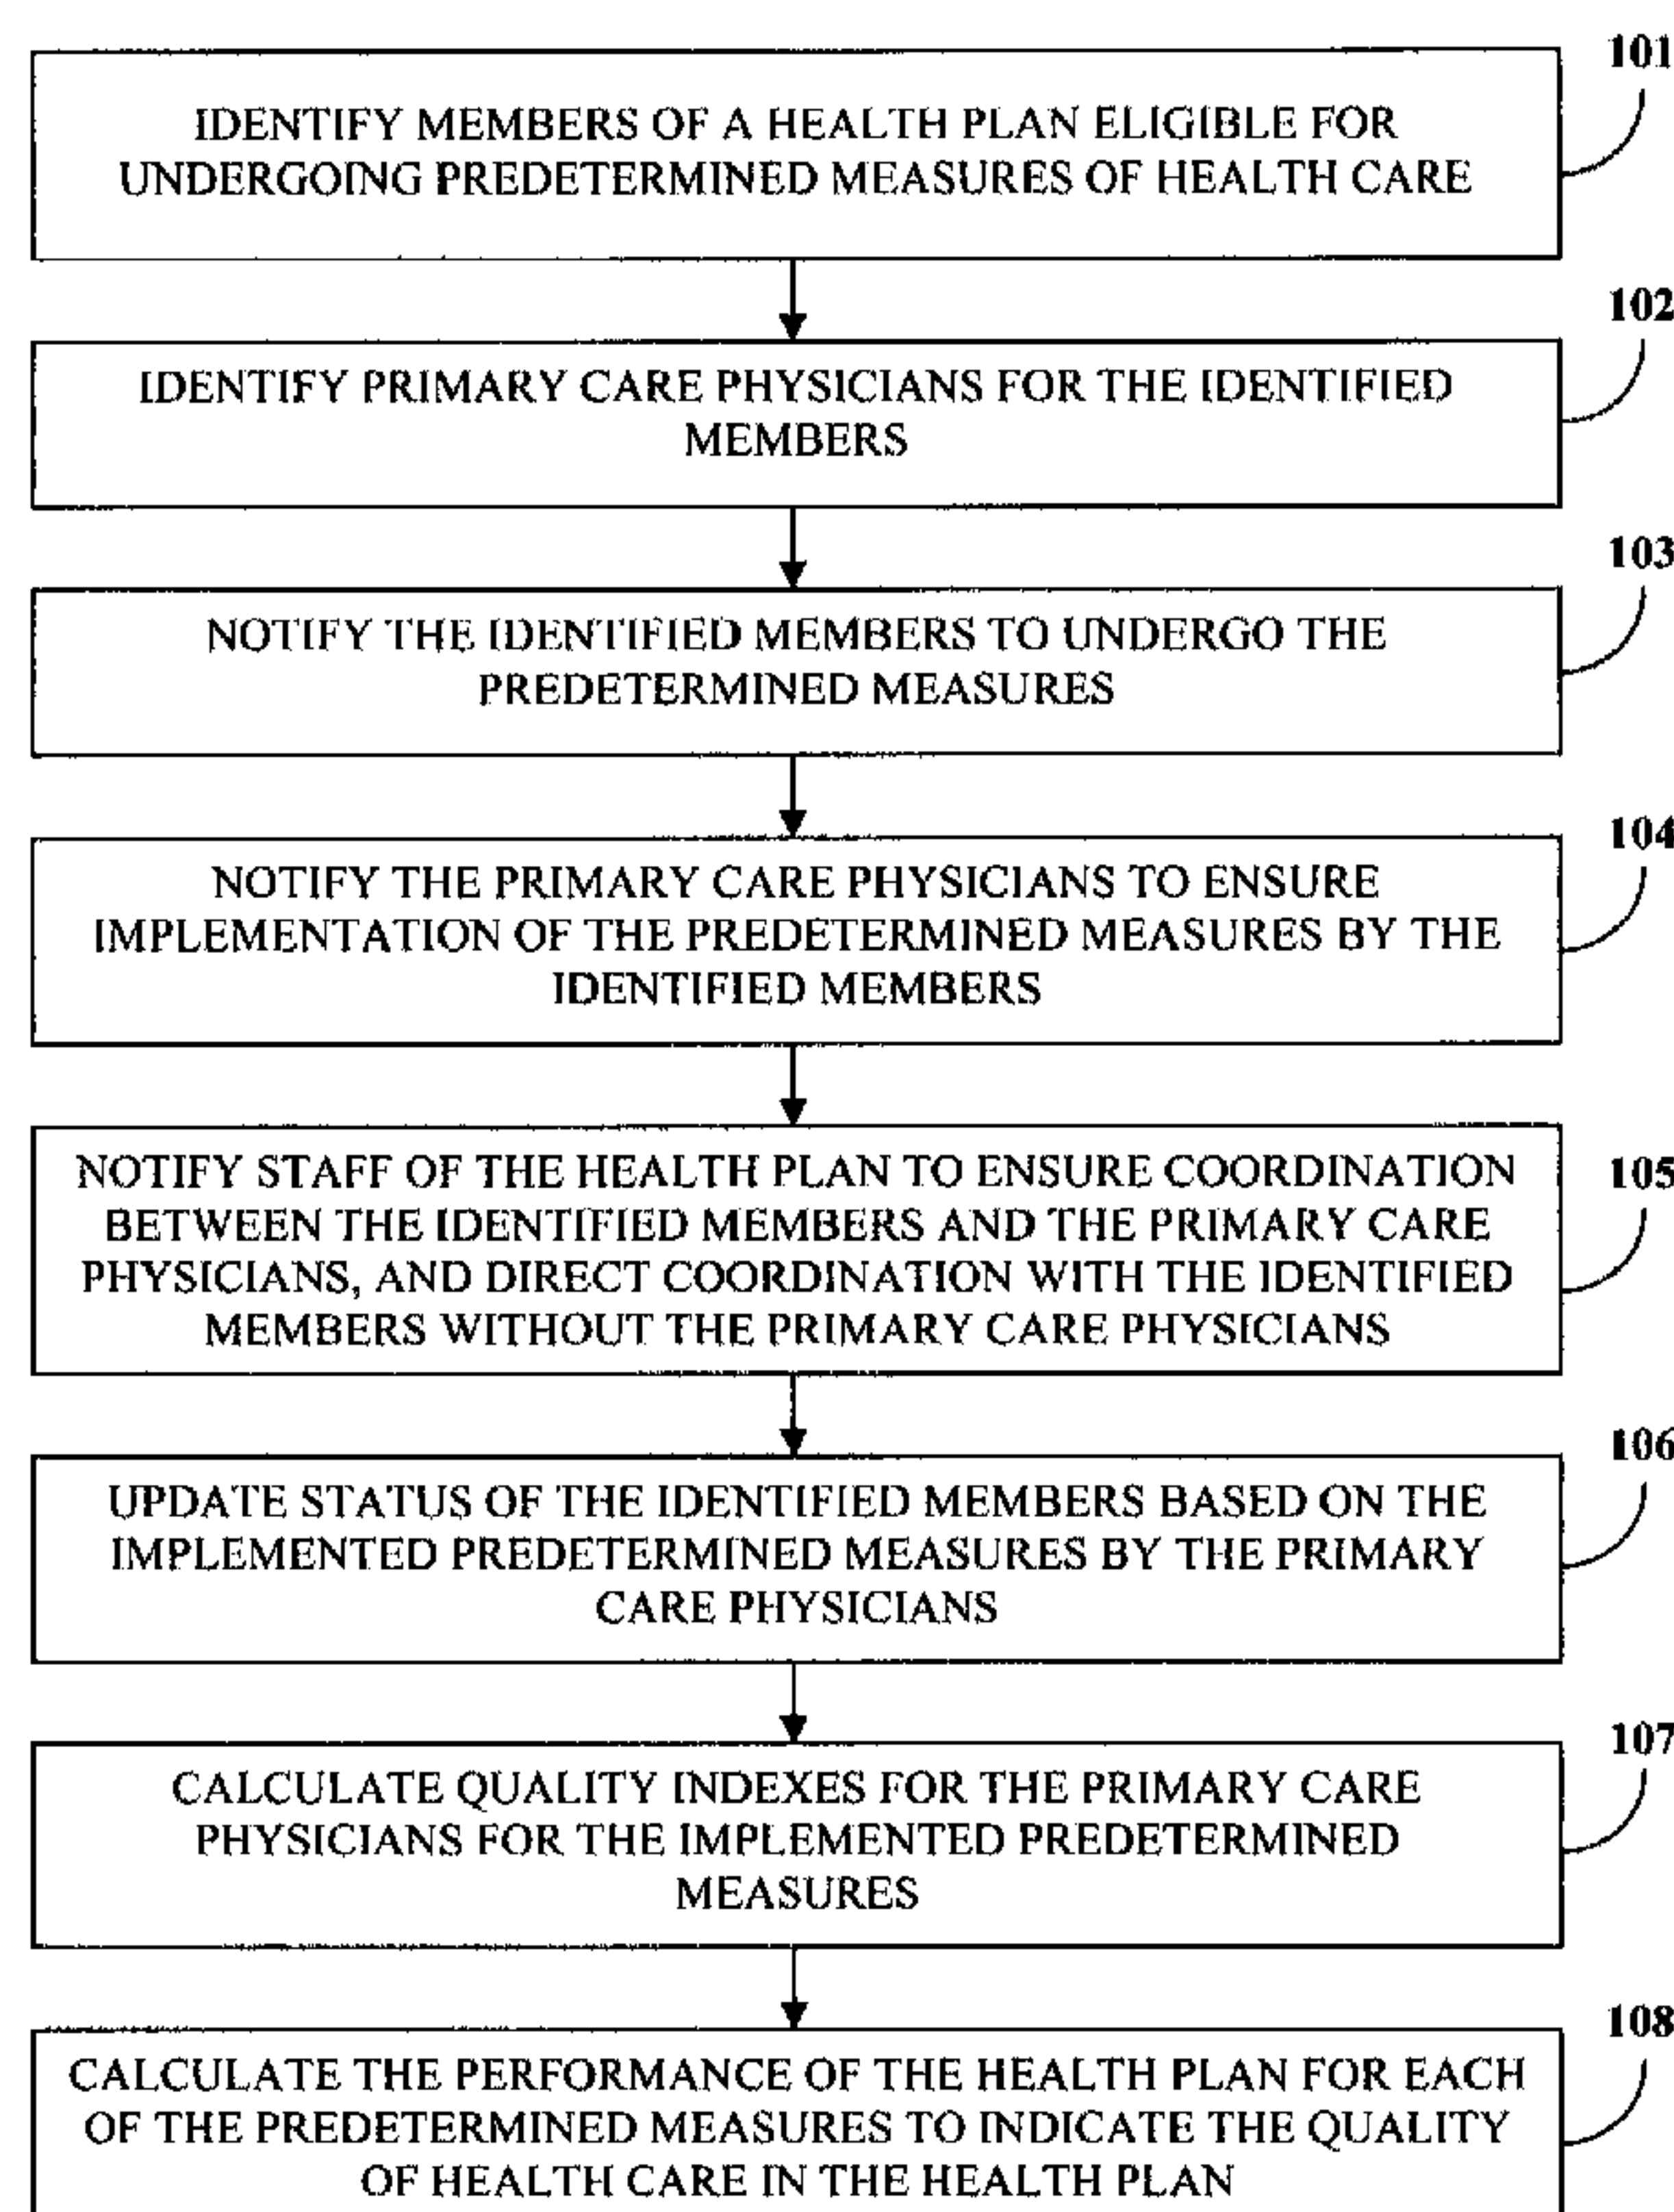 101
IDENTIFY MEMBERS OF A HEALTH PLAN ELIGIBLE FOR
UNDERGOING PREDETERMINED MEASURES OF HEALTH CARE
102
IDENTIFY PRIMARY CARE PHYSICIANS FOR THE IDENTIFIED
MEMBERS
103
NOTIFY THE IDENTIFIED MEMBERS TO UNDERGO THE
PREDETERMINED MEASURES
104
NOTIFY THE PRIMARY CARE PHYSICIANS TO ENSURE
IMPLEMENTATION OF THE PREDETERMINED MEASURES BY THE
IDENTIFIED MEMBERS
105
NOTIFY STAFF OF THE HEALTH PLAN TO ENSURE COORDINATION
BETWEEN THE IDENTIFIED MEMBERS AND THE PRIMARY CARE
PHYSICIANS, AND DIRECT COORDINATION WITH THE IDENTIFIED
MEMBERS WITHOUT THE PRIMARY CARE PHYSICIANS
106
UPDATE STATUS OF THE IDENTIFIED MEMBERS BASED ON THE
IMPLEMENTED PREDETERMINED MEASURES BY THE PRIMARY
CARE PHYSICIANS
107
CALCULATE QUALITY INDEXES FOR THE PRIMARY CARE
PHYSICIANS FOR THE IMPLEMENTED PREDETERMINED
MEASURES
108
CALCULATE THE PERFORMANCE OF THE HEALTH PLAN FOR EACH
OF THE PREDETERMINED MEASURES TO INDICATE THE QUALITY
OF HEALTH CARE IN THE HEALTH PLAN